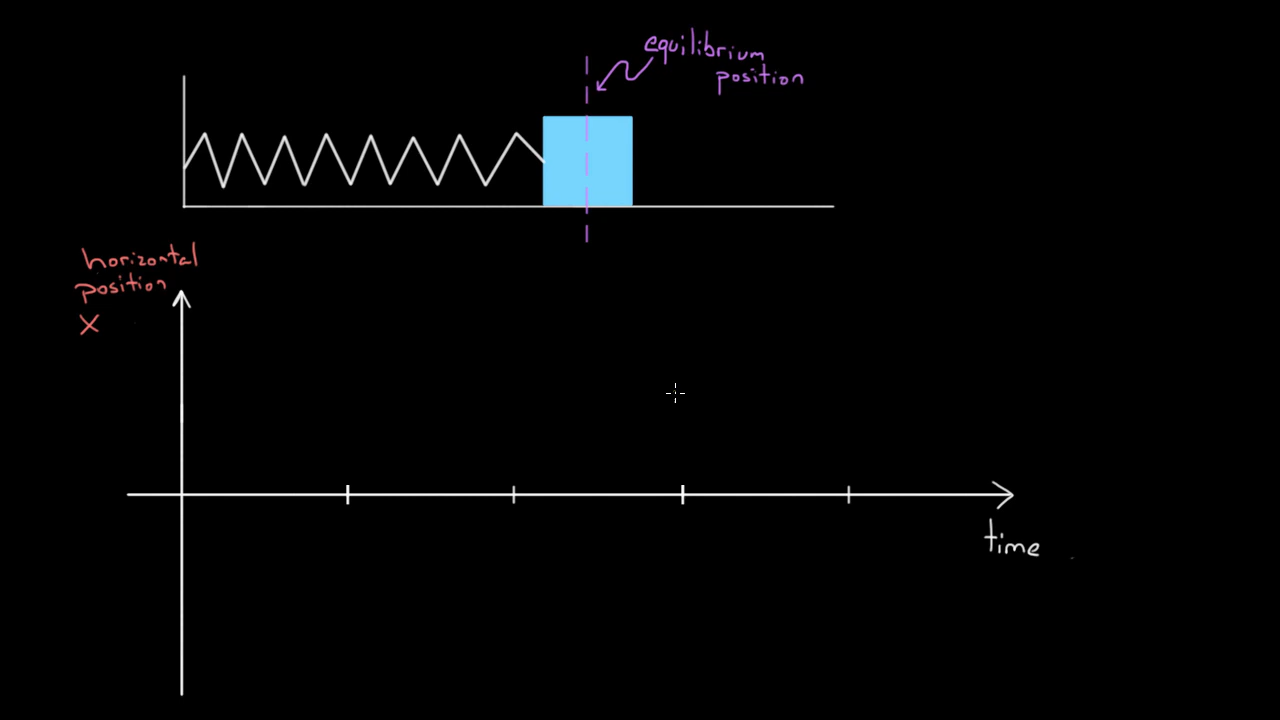 equilibrium
position
horizontal
position
x
time